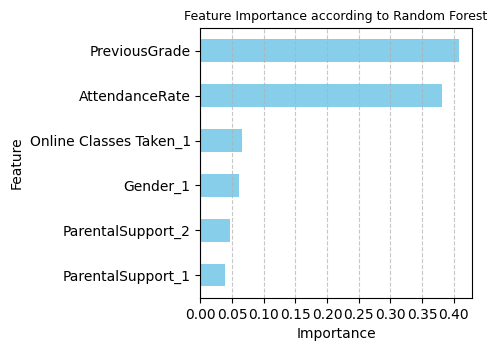 Feature Importance according to Random Forest
PreviousGrade
AttendanceRate
Online Classes Taken_1
Gender_1
ParentalSupport_2
ParentalSupport_1
Feature
0.00 0.05 0.10 0.15 0.20 0.25 0.30 0.35 0.40
Importance